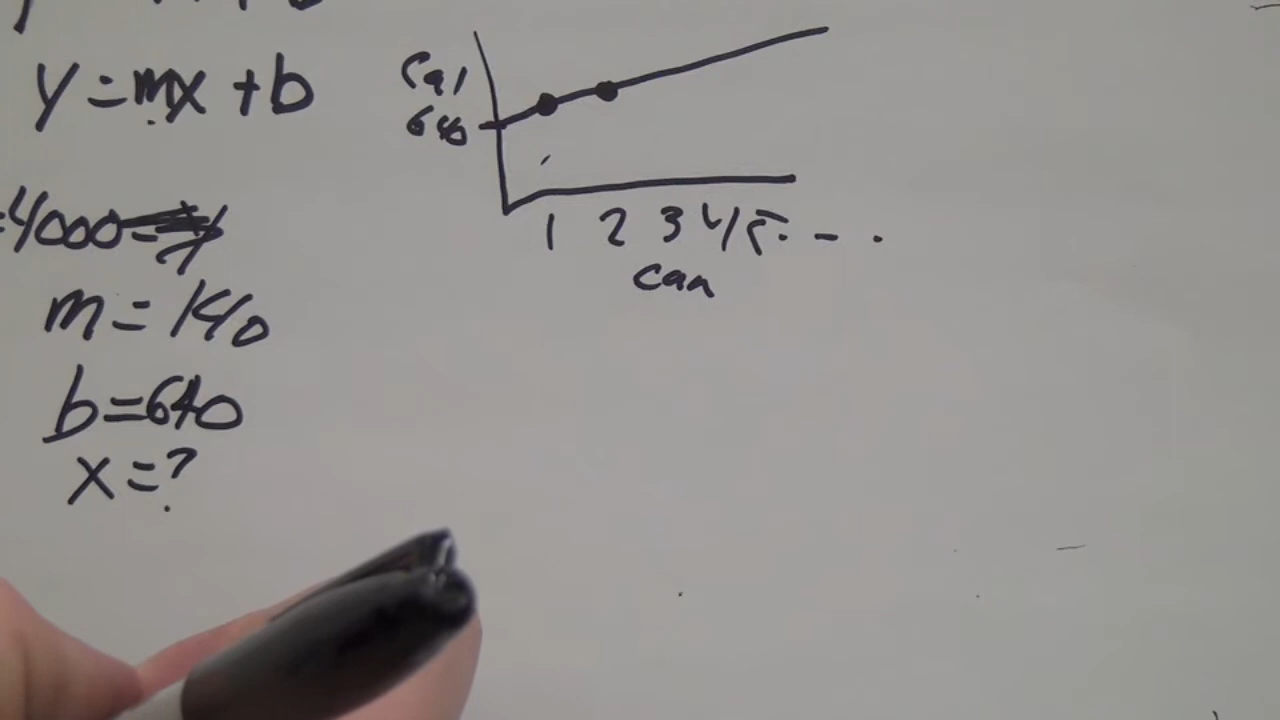 y = mx + b
Cal
640
=4000
1 2 3 4 5 - - .
can
m = 140
b = 640
x = ?